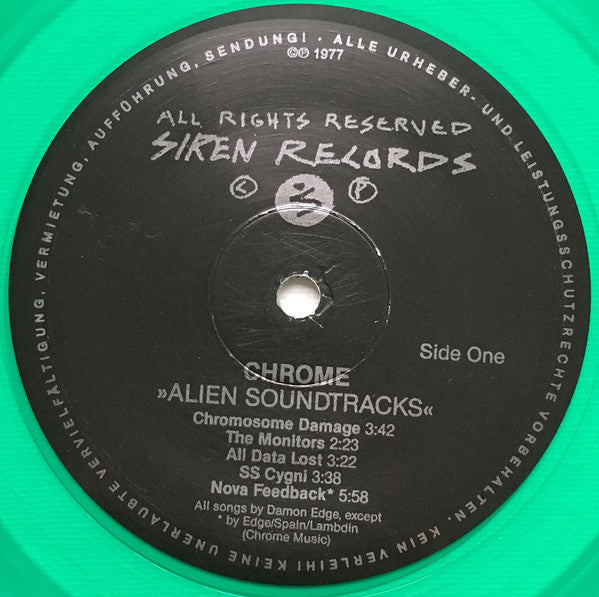 ALLE URHEBER- UND LEISTUNGSSCHUTZRECHTE VORBEHALTEN · KEIN VERLEIH! KEINE UNERLAUBTE VERVIELFÄLTIGUNG, VERMIETUNG, AUFFÜHRUNG, SENDUNG! ·
©℗ 1977
ALL RIGHTS RESERVED
SIREN RECORDS
Ⓒ Ⓟ
Side One
CHROME
»ALIEN SOUNDTRACKS«
Chromosome Damage 3:42
The Monitors 2:23
All Data Lost 3:22
SS Cygni 3:38
Nova Feedback* 5:58
All songs by Damon Edge, except
* by Edge/Spain/Lambdin
(Chrome Music)